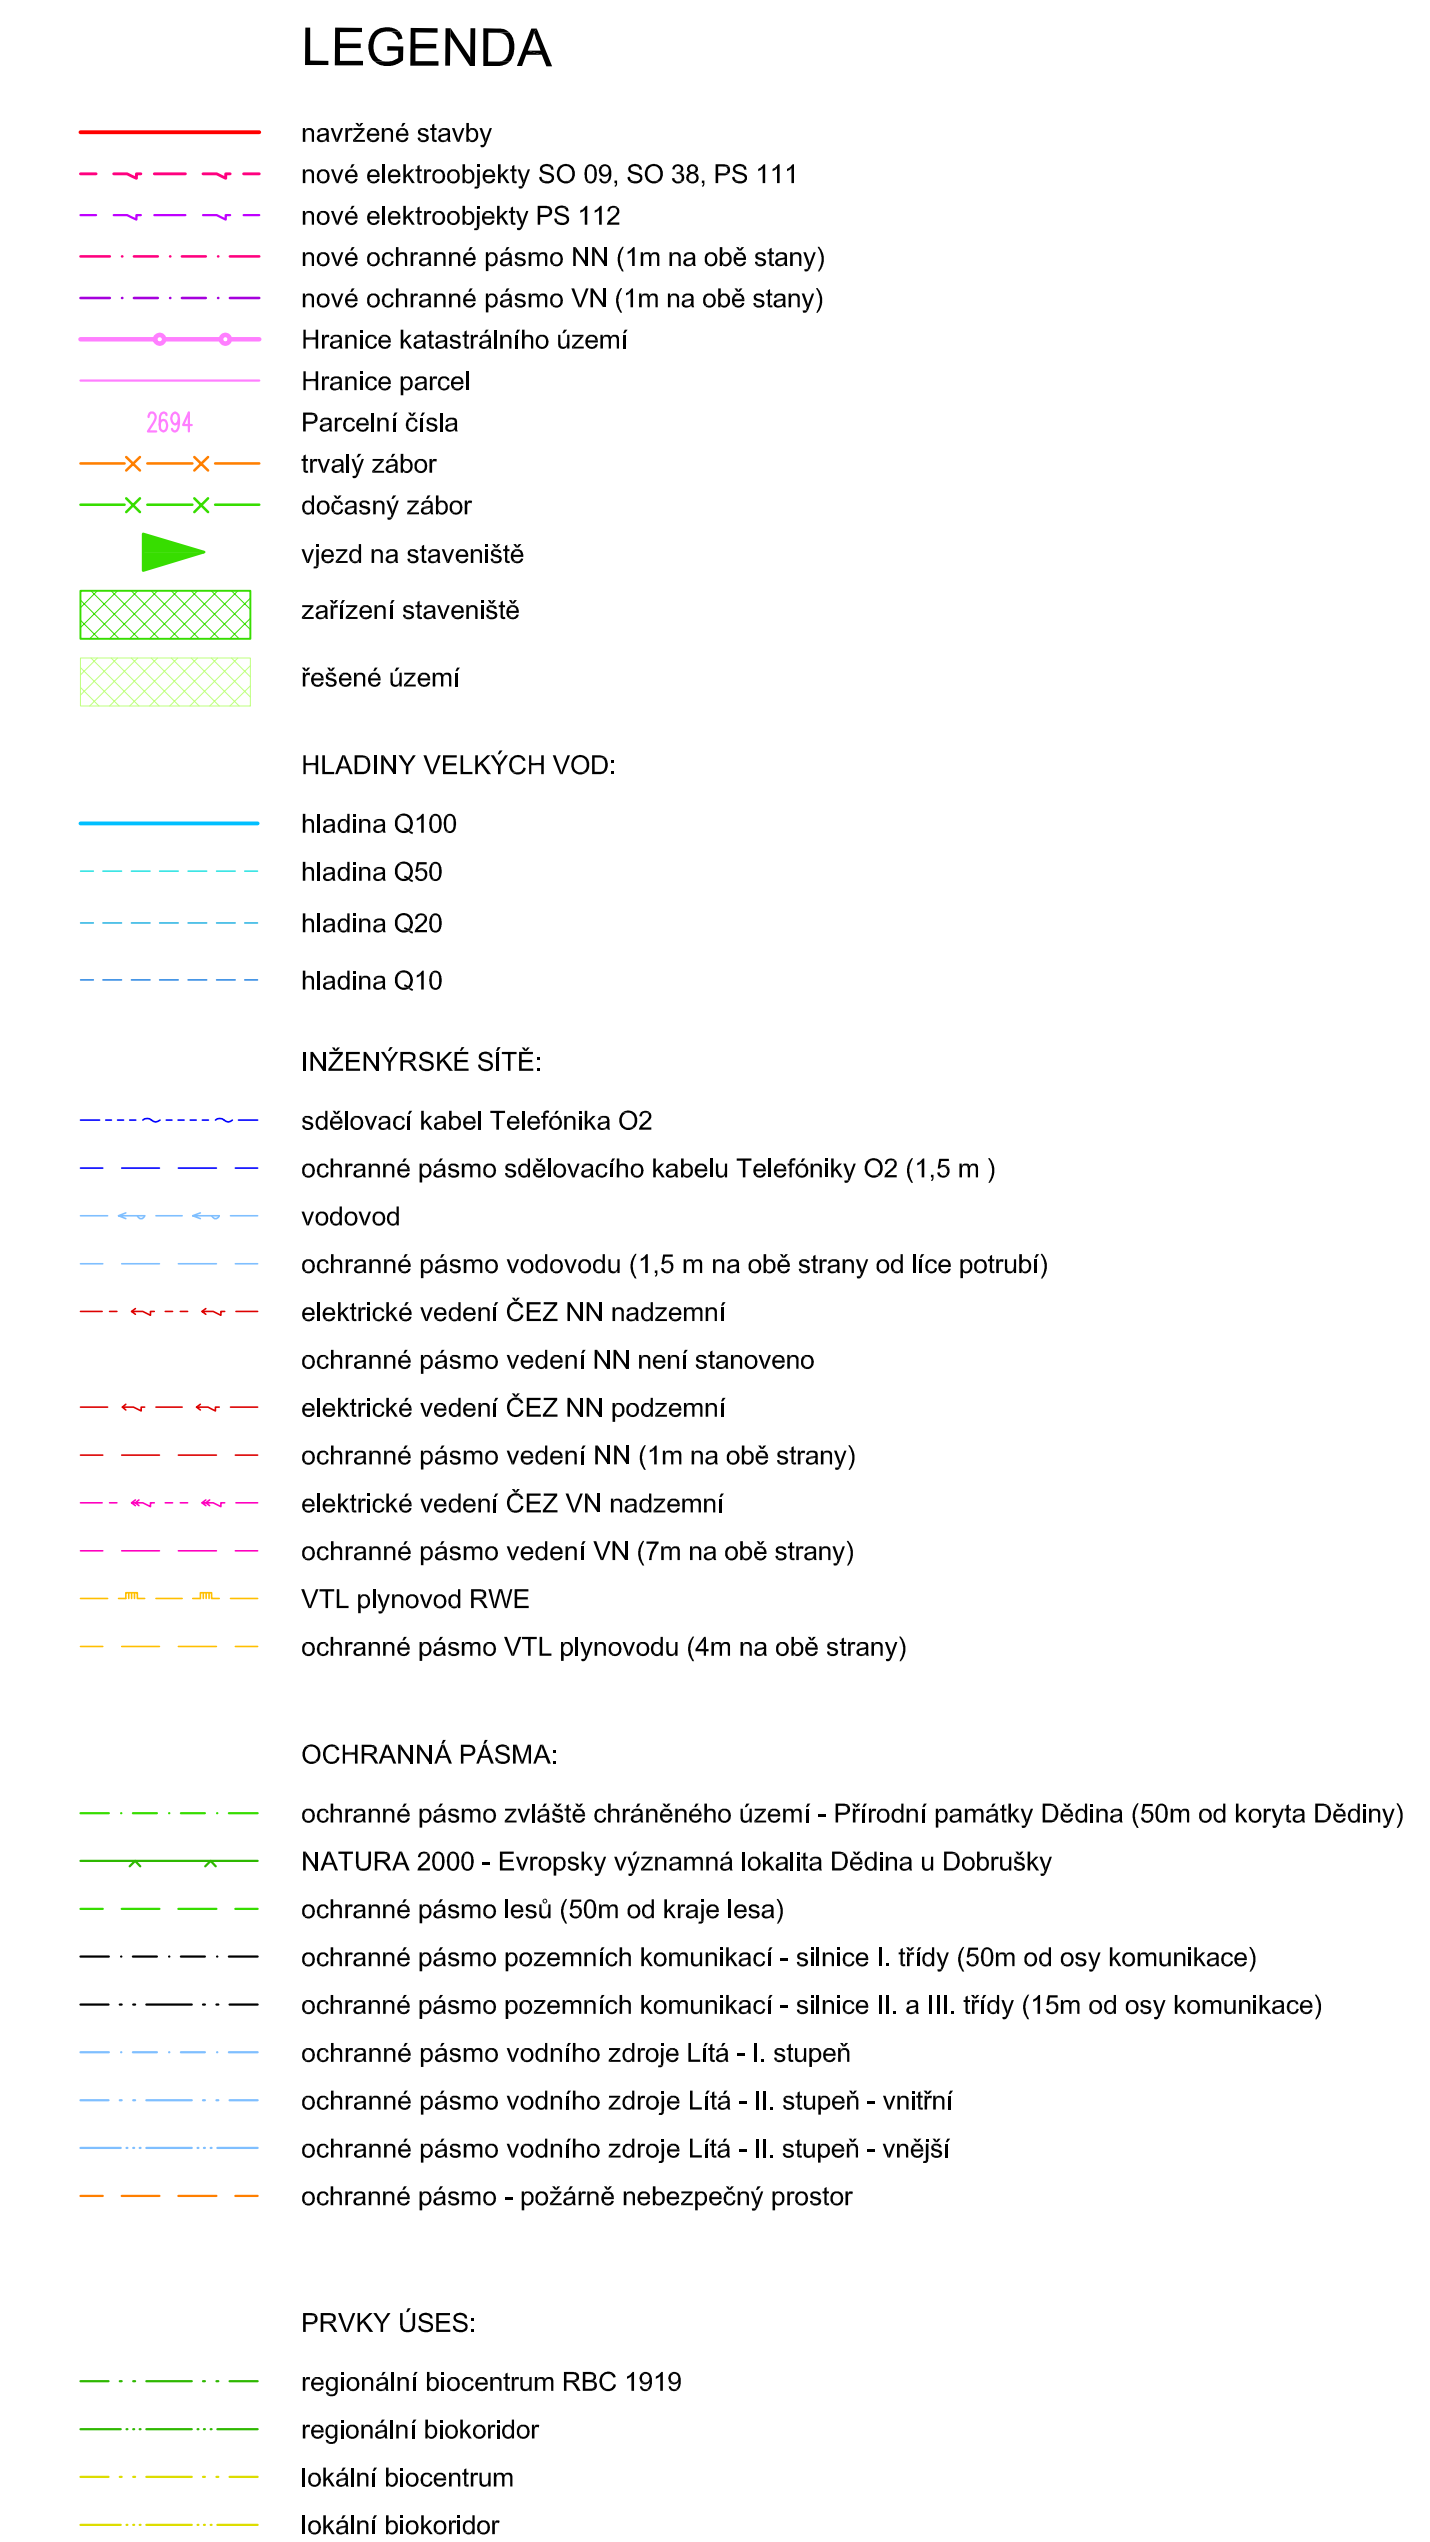 LEGENDA
navržené stavby
nové elektroobjekty SO 09, SO 38, PS 111
nové elektroobjekty PS 112
nové ochranné pásmo NN (1m na obě stany)
nové ochranné pásmo VN (1m na obě stany)
Hranice katastrálního území
Hranice parcel
2694 Parcelní čísla
trvalý zábor
dočasný zábor
vjezd na staveniště
zařízení staveniště
řešené území
HLADINY VELKÝCH VOD:
hladina Q100
hladina Q50
hladina Q20
hladina Q10
INŽENÝRSKÉ SÍTĚ:
sdělovací kabel Telefónika O2
ochranné pásmo sdělovacího kabelu Telefóniky O2 (1,5 m )
vodovod
ochranné pásmo vodovodu (1,5 m na obě strany od líce potrubí)
elektrické vedení ČEZ NN nadzemní
ochranné pásmo vedení NN není stanoveno
elektrické vedení ČEZ NN podzemní
ochranné pásmo vedení NN (1m na obě strany)
elektrické vedení ČEZ VN nadzemní
ochranné pásmo vedení VN (7m na obě strany)
VTL plynovod RWE
ochranné pásmo VTL plynovodu (4m na obě strany)
OCHRANNÁ PÁSMA:
ochranné pásmo zvláště chráněného území - Přírodní památky Dědina (50m od koryta Dědiny)
NATURA 2000 - Evropsky významná lokalita Dědina u Dobrušky
ochranné pásmo lesů (50m od kraje lesa)
ochranné pásmo pozemních komunikací - silnice I. třídy (50m od osy komunikace)
ochranné pásmo pozemních komunikací - silnice II. a III. třídy (15m od osy komunikace)
ochranné pásmo vodního zdroje Lítá - I. stupeň
ochranné pásmo vodního zdroje Lítá - II. stupeň - vnitřní
ochranné pásmo vodního zdroje Lítá - II. stupeň - vnější
ochranné pásmo - požárně nebezpečný prostor
PRVKY ÚSES:
regionální biocentrum RBC 1919
regionální biokoridor
lokální biocentrum
lokální biokoridor